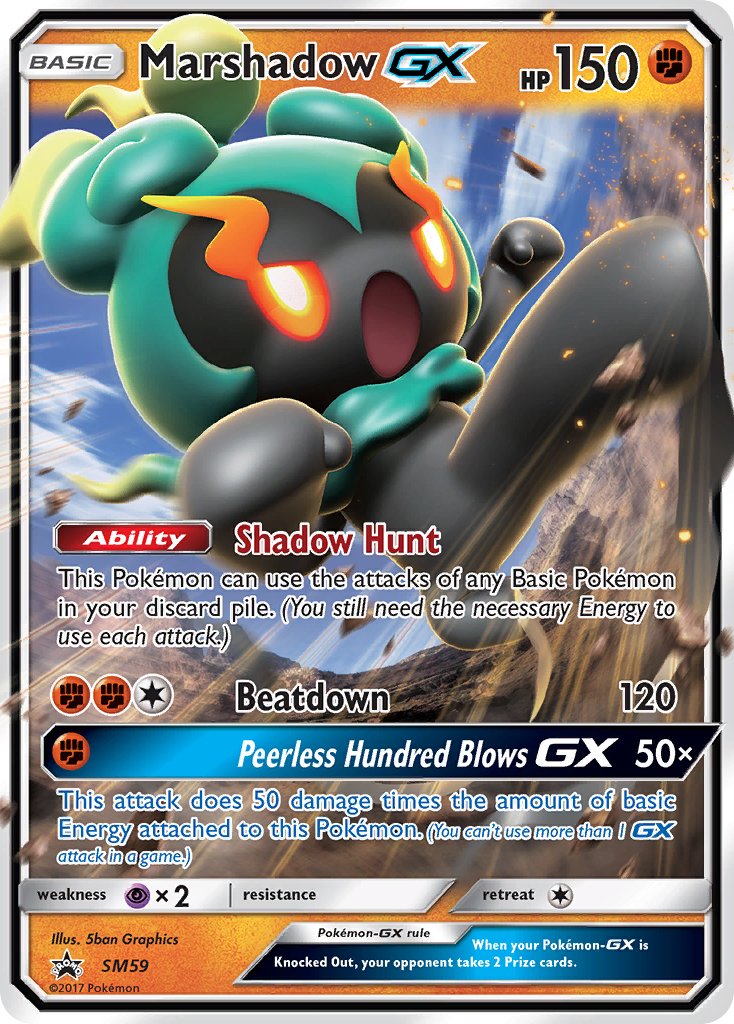 BASIC Marshadow GX HP 150
Ability Shadow Hunt
This Pokémon can use the attacks of any Basic Pokémon
in your discard pile. (You still need the necessary Energy to
use each attack.)
Beatdown 120
Peerless Hundred Blows GX 50×
This attack does 50 damage times the amount of basic
Energy attached to this Pokémon. (You can't use more than 1 GX
attack in a game.)
weakness × 2 resistance retreat
Illus. 5ban Graphics
PROMO SM59
©2017 Pokémon
Pokémon-GX rule
When your Pokémon-GX is
Knocked Out, your opponent takes 2 Prize cards.